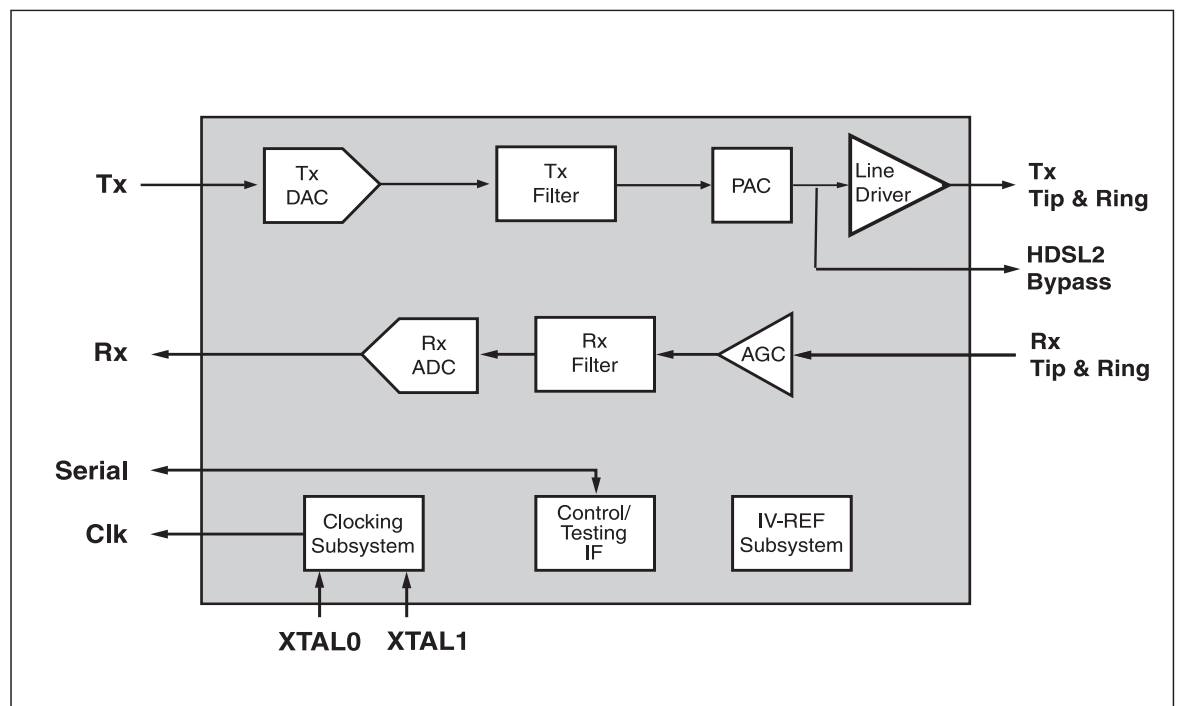 Tx
Tx
DAC
Tx
Filter
PAC
Line
Driver
Tx
Tip & Ring
HDSL2
Bypass
Rx
Rx
ADC
Rx
Filter
AGC
Rx
Tip & Ring
Serial
Clk
Clocking
Subsystem
Control/
Testing
IF
IV-REF
Subsystem
XTAL0
XTAL1